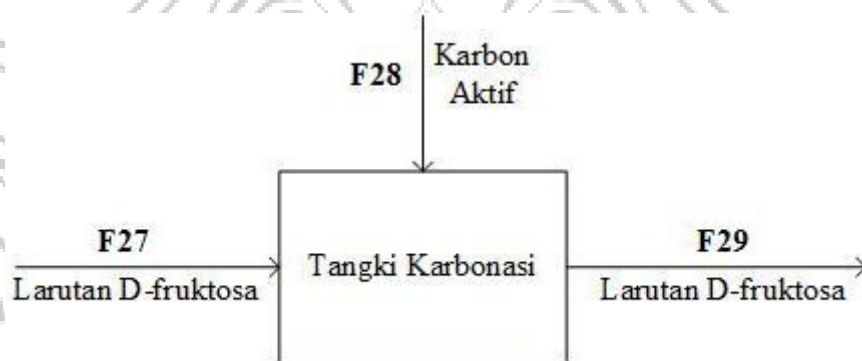 F28
Karbon
Aktif
F27
Larutan D-fruktosa
Tangki Karbonasi
F29
Larutan D-fruktosa